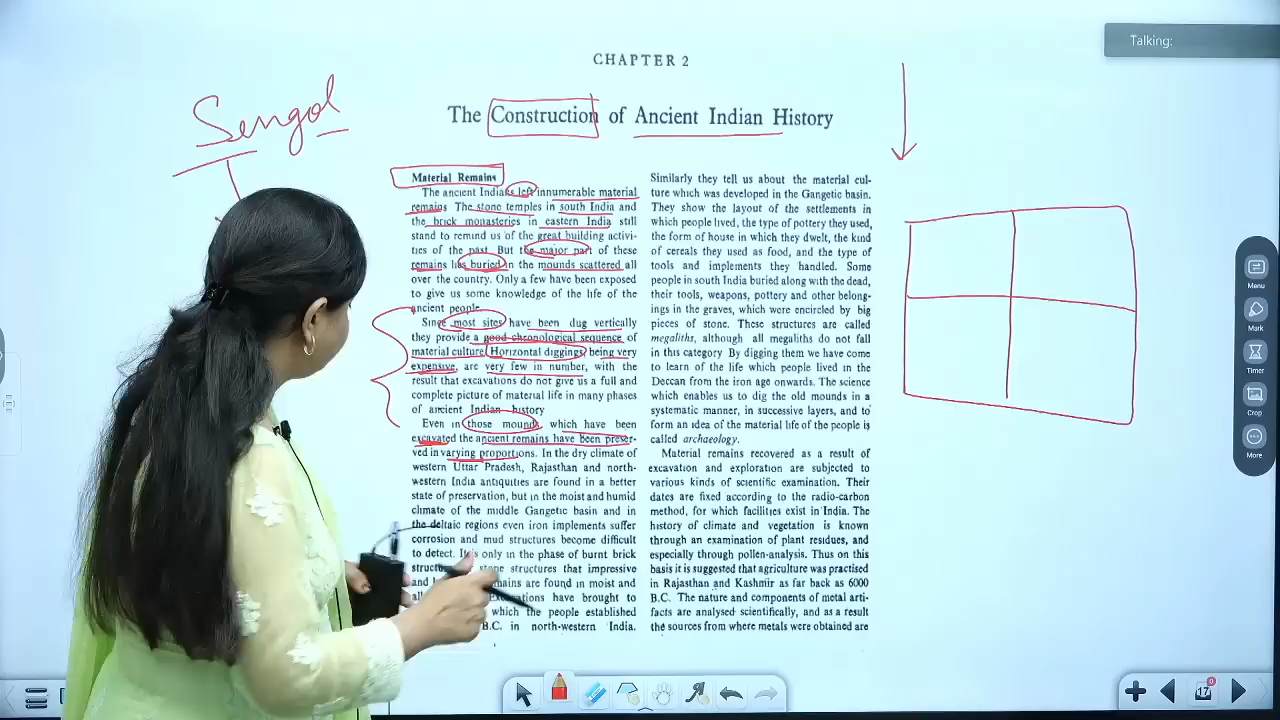 Talking:
CHAPTER 2
Sengol
The Construction of Ancient Indian History
Material Remains
The ancient Indians left innumerable material
remains The stone temples in south India and
the brick monasteries in eastern India still
stand to remind us of the great building activi-
ties of the past. But the major part of these
remains lies buried in the mounds scattered all
over the country. Only a few have been exposed
to give us some knowledge of the life of the
ancient people.
Since most sites have been dug vertically
they provide a good chronological sequence of
material culture. Horizontal diggings, being very
expensive, are very few in number, with the
result that excavations do not give us a full and
complete picture of material life in many phases
of ancient Indian history
Even in those mounds, which have been
excavated the ancient remains have been preser-
ved in varying proportions. In the dry climate of
western Uttar Pradesh, Rajasthan and north-
western India antiquities are found in a better
state of preservation, but in the moist and humid
climate of the middle Gangetic basin and in
the deltaic regions even iron implements suffer
corrosion and mud structures become difficult
to detect. It is only in the phase of burnt brick
structures that impressive
and are found in moist and
have brought to
which the people established
B.C. in north-western India.
Similarly they tell us about the material cul-
ture which was developed in the Gangetic basin.
They show the layout of the settlements in
which people lived, the type of pottery they used,
the form of house in which they dwelt, the kind
of cereals they used as food, and the type of
tools and implements they handled. Some
people in south India buried along with the dead,
their tools, weapons, pottery and other belong-
ings in the graves, which were encircled by big
pieces of stone. These structures are called
megaliths, although all megaliths do not fall
in this category By digging them we have come
to learn of the life which people lived in the
Deccan from the iron age onwards. The science
which enables us to dig the old mounds in a
systematic manner, in successive layers, and to
form an idea of the material life of the people is
called archaeology.
Material remains recovered as a result of
excavation and exploration are subjected to
various kinds of scientific examination. Their
dates are fixed according to the radio-carbon
method, for which facilities exist in India. The
history of climate and vegetation is known
through an examination of plant residues, and
especially through pollen-analysis. Thus on this
basis it is suggested that agriculture was practised
in Rajasthan and Kashmir as far back as 6000
B.C. The nature and components of metal arti-
facts are analysed scientifically, and as a result
the sources from where metals were obtained are
Menu
Mark
Timer
Crop
More
17
0